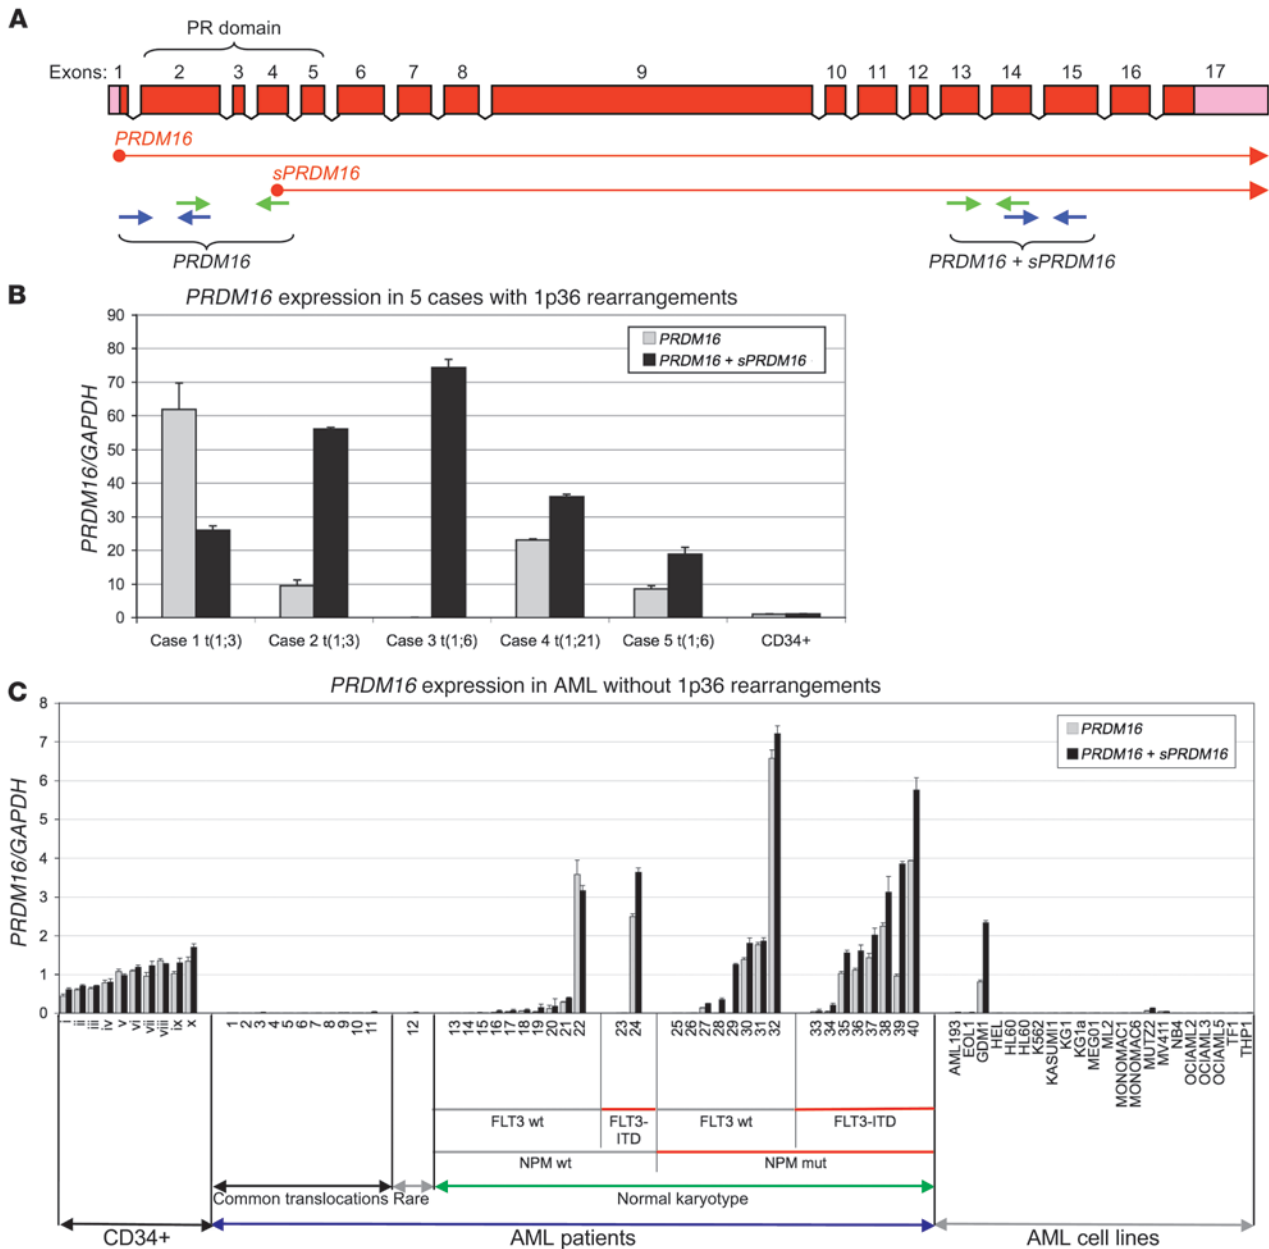 A
PR domain
Exons: 1 2 3 4 5 6 7 8 9 10 11 12 13 14 15 16 17
PRDM16
sPRDM16
PRDM16
PRDM16 + sPRDM16
B
PRDM16 expression in 5 cases with 1p36 rearrangements
PRDM16/GAPDH
90
80
70
60
50
40
30
20
10
0
PRDM16
PRDM16 + sPRDM16
Case 1 t(1;3) Case 2 t(1;3) Case 3 t(1;6) Case 4 t(1;21) Case 5 t(1;6) CD34+
C
PRDM16 expression in AML without 1p36 rearrangements
PRDM16/GAPDH
8
7
6
5
4
3
2
1
0
PRDM16
PRDM16 + sPRDM16
i ii iii iv v vi vii viii ix x 1 2 3 4 5 6 7 8 9 10 11 12 13 14 15 16 17 18 19 20 21 22 23 24 25 26 27 28 29 30 31 32 33 34 35 36 37 38 39 40 AML193 EOL1 GDM1 HEL HL60 HL60 K562 KASUMI1 KG1 KG1a MEG01 ML2 MONOMAC1 MONOMAC6 MUTZ2 MV411 NB4 OCIAML2 OCIAML3 OCIAML5 TF1 THP1
FLT3 wt FLT3-ITD FLT3 wt FLT3-ITD
NPM wt NPM mut
Common translocations Rare Normal karyotype
CD34+ AML patients AML cell lines